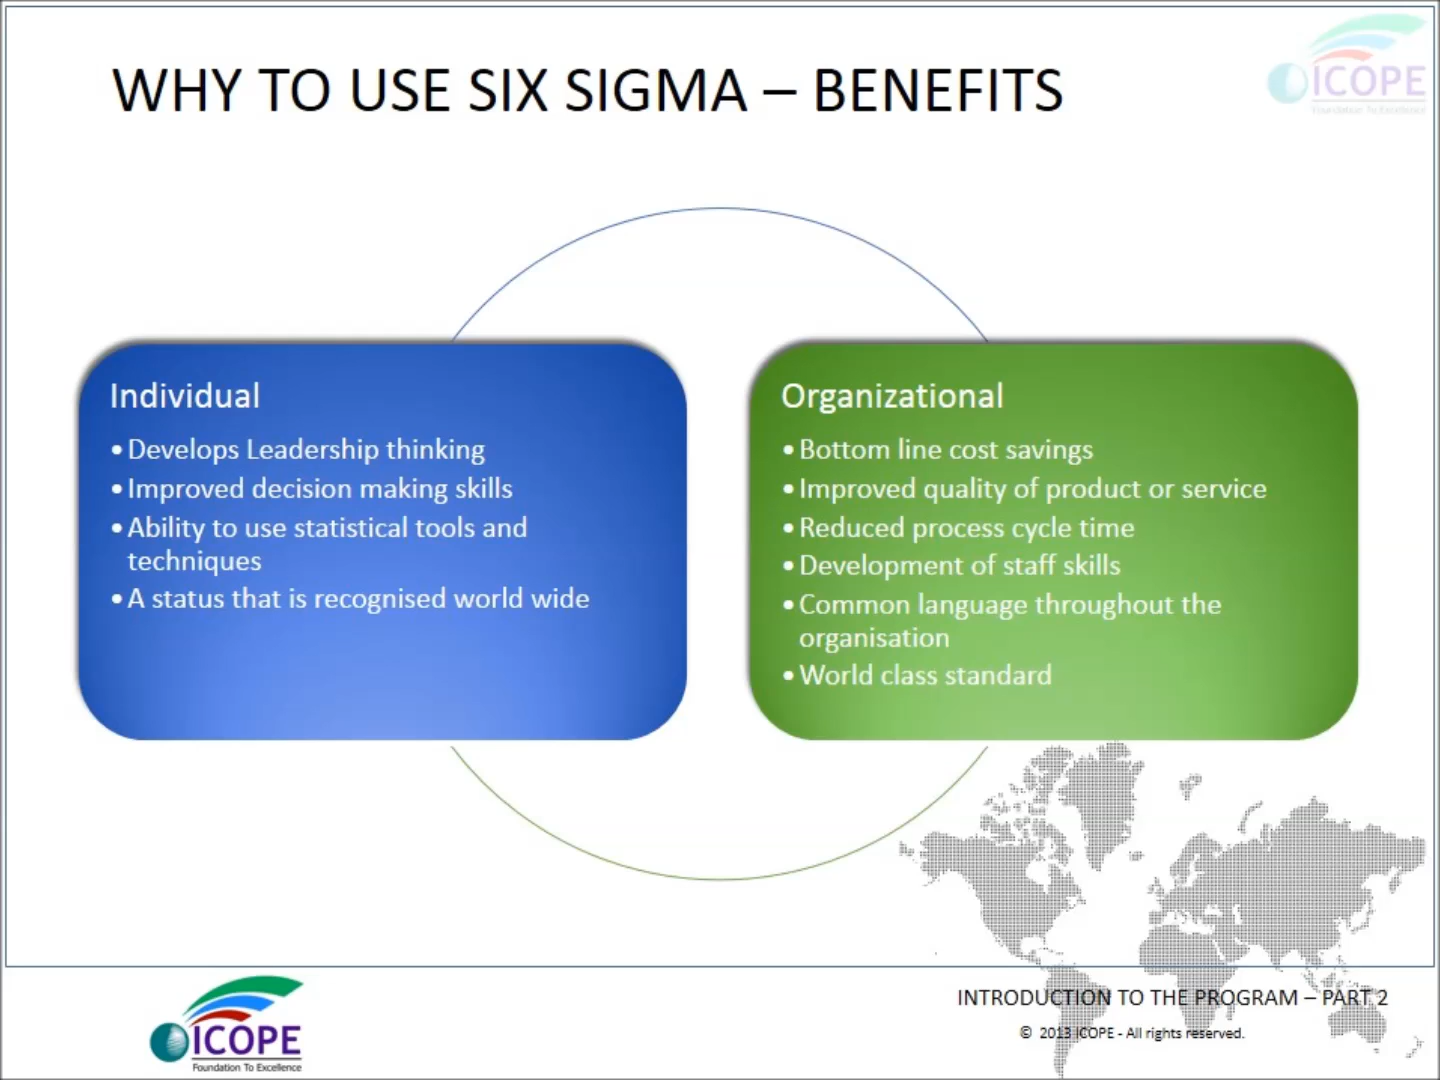 WHY TO USE SIX SIGMA – BENEFITS
ICOPE
Foundation To Excellence
Individual
• Develops Leadership thinking
• Improved decision making skills
• Ability to use statistical tools and
techniques
• A status that is recognised world wide
Organizational
• Bottom line cost savings
• Improved quality of product or service
• Reduced process cycle time
• Development of staff skills
• Common language throughout the
organisation
• World class standard
ICOPE
Foundation To Excellence
INTRODUCTION TO THE PROGRAM – PART 2
© 2013 ICOPE - All rights reserved.